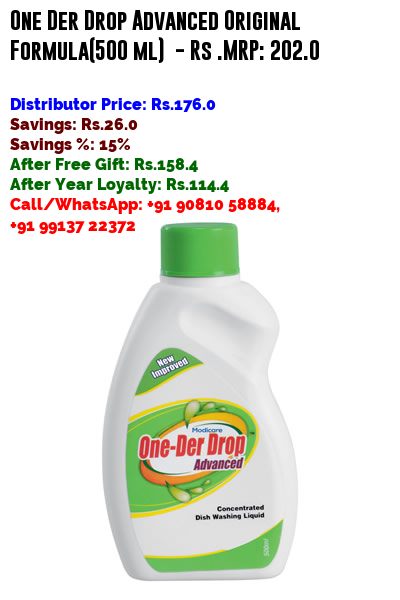 One Der Drop Advanced Original
Formula(500 ml) - Rs .MRP: 202.0
Distributor Price: Rs.176.0
Savings: Rs.26.0
Savings %: 15%
After Free Gift: Rs.158.4
After Year Loyalty: Rs.114.4
Call/WhatsApp: +91 90810 58884,
+91 99137 22372
New
Improved
Modicare
One-Der Drop
Advanced
Concentrated
Dish Washing Liquid
500ml